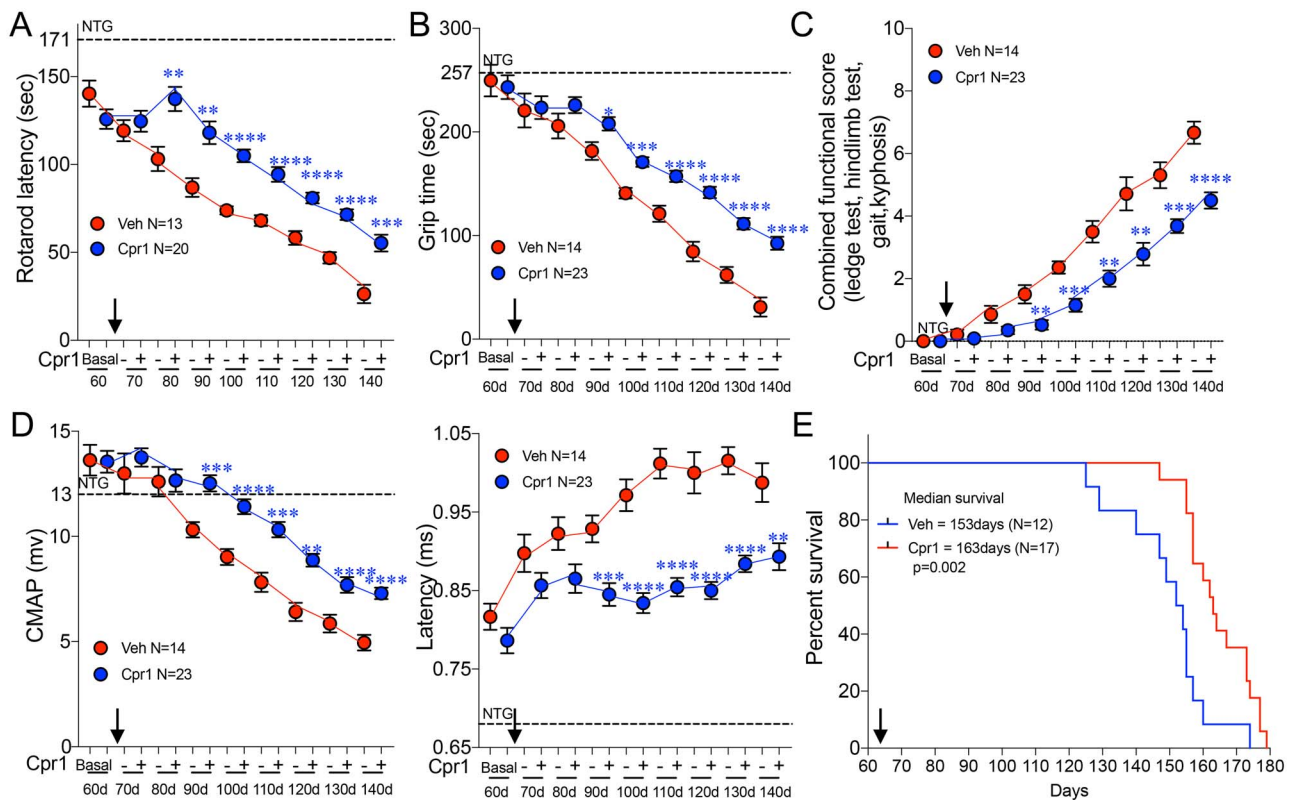 A
NTG
171
150
100
50
0
Rotarod latency (sec)
**
**
****
****
****
****
***
Veh N=13
Cpr1 N=20
Cpr1 Basal - + - + - + - + - + - + - + - +
60 70 80 90 100 110 120 130 140
B
300
NTG
257
200
100
0
Grip time (sec)
*
***
****
****
****
****
Veh N=14
Cpr1 N=23
Cpr1 Basal - + - + - + - + - + - + - + - +
60d 70d 80d 90d 100d 110d 120d 130d 140d
C
10
8
6
4
2
0
Combined functional score
(ledge test, hindlimb test,
gait,kyphosis)
Veh N=14
Cpr1 N=23
NTG
**
***
**
**
***
****
Cpr1 Basal - + - + - + - + - + - + - + - +
60d 70d 80d 90d 100d 110d 120d 130d 140d
D
15
NTG
13
10
5
0
CMAP (mv)
***
****
***
**
****
****
Veh N=14
Cpr1 N=23
Cpr1 Basal - + - + - + - + - + - + - + - +
60d 70d 80d 90d 100d 110d 120d 130d 140d
1.05
0.95
0.85
0.75
0.65
Latency (ms)
Veh N=14
Cpr1 N=23
***
****
****
****
****
**
NTG
Cpr1 Basal - + - + - + - + - + - + - + - +
60d 70d 80d 90d 100d 110d 120d 130d 140d
E
100
80
60
40
20
0
Percent survival
Median survival
Veh = 153days (N=12)
Cpr1 = 163days (N=17)
p=0.002
60 70 80 90 100 110 120 130 140 150 160 170 180
Days